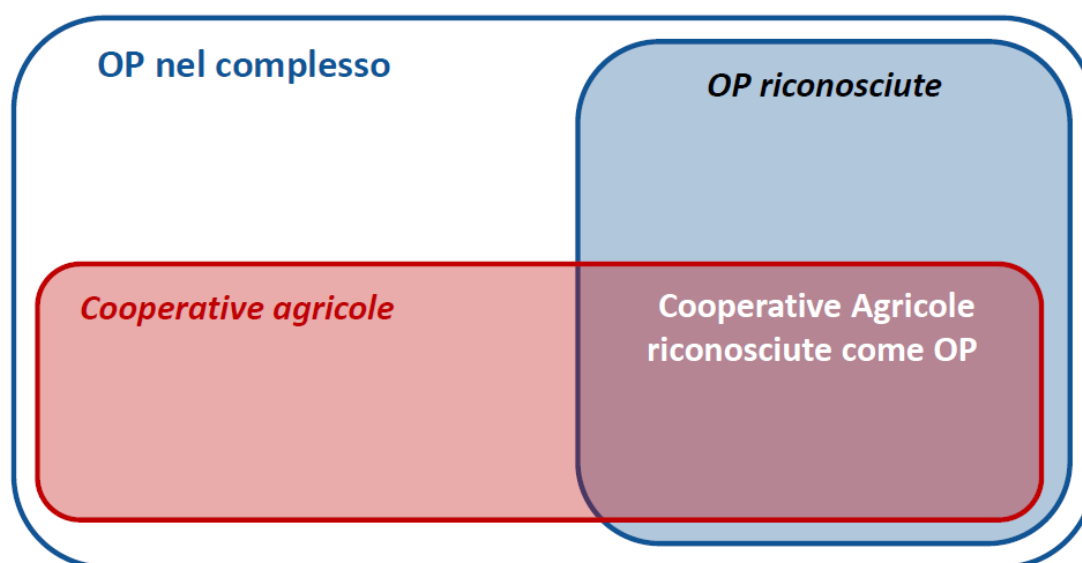 OP nel complesso
OP riconosciute
Cooperative agricole
Cooperative Agricole
riconosciute come OP